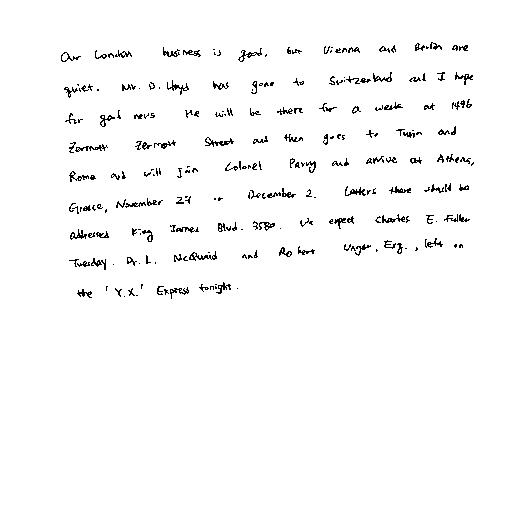 Our London business is good, but Vienna and Berlin are
quiet. Mr. D. Lloyd has gone to Switzerland and I hope
for good news. He will be there for a week at 1496
Zermott Zermott Street and then goes to Turin and
Rome and will join Colonel Parry and arrive at Athens,
Greece, November 27 or December 2. Letters there should be
addressed King James Blvd. 3580. We expect Charles E. Fuller
Tuesday. Dr. L. McQuaid and Robert Unger, Esq., left on
the 'Y.X.' Express tonight.